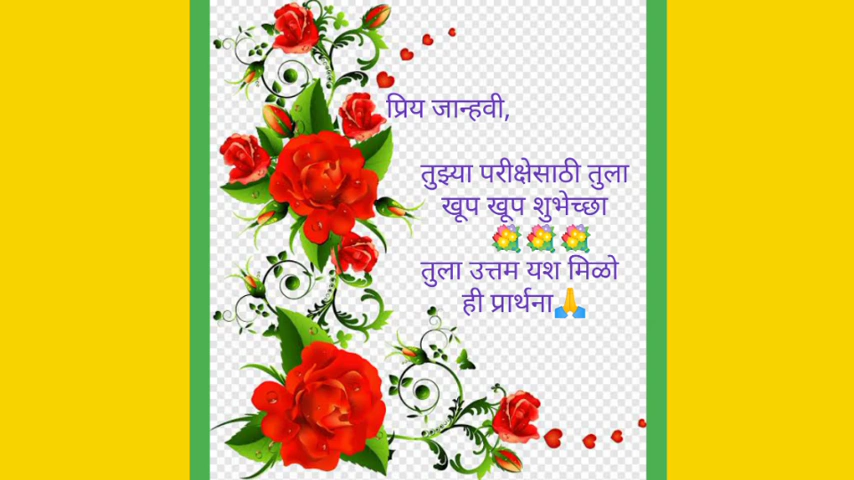 प्रिय जान्हवी,
तुझ्या परीक्षेसाठी तुला
खूप खूप शुभेच्छा
💐💐💐
तुला उत्तम यश मिळो
ही प्रार्थना🙏